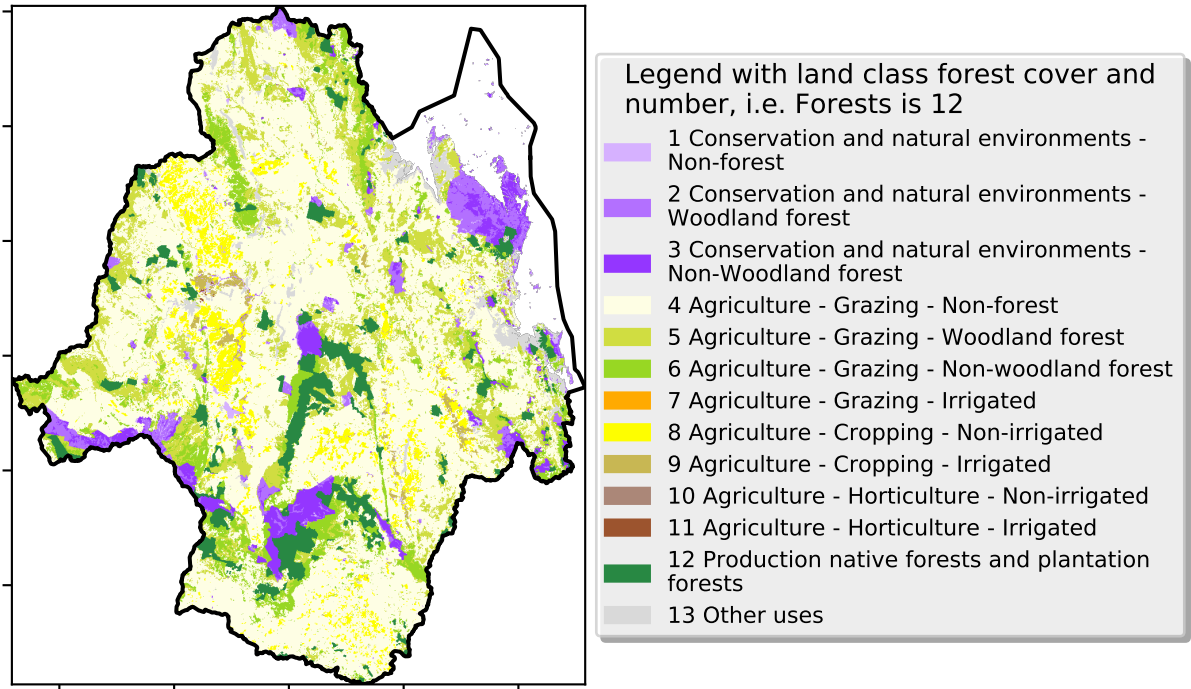 Legend with land class forest cover and
number, i.e. Forests is 12
1 Conservation and natural environments -
Non-forest
2 Conservation and natural environments -
Woodland forest
3 Conservation and natural environments -
Non-Woodland forest
4 Agriculture - Grazing - Non-forest
5 Agriculture - Grazing - Woodland forest
6 Agriculture - Grazing - Non-woodland forest
7 Agriculture - Grazing - Irrigated
8 Agriculture - Cropping - Non-irrigated
9 Agriculture - Cropping - Irrigated
10 Agriculture - Horticulture - Non-irrigated
11 Agriculture - Horticulture - Irrigated
12 Production native forests and plantation
forests
13 Other uses